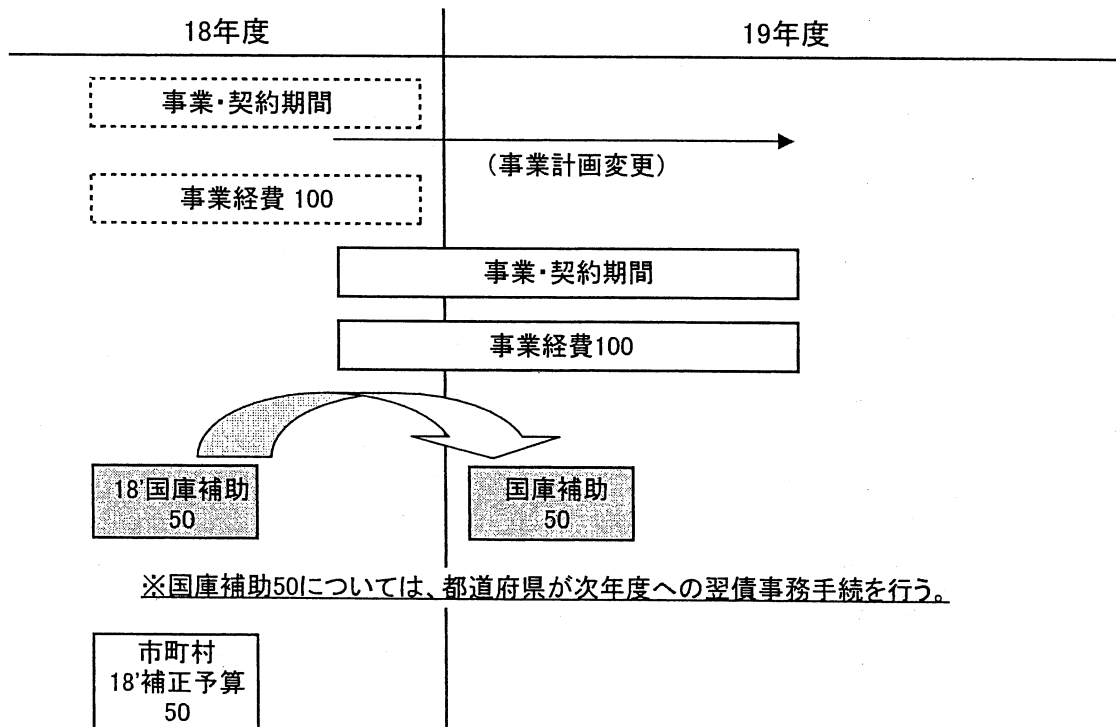 18年度
19年度
事業・契約期間
(事業計画変更)
事業経費 100
事業・契約期間
事業経費100
18'国庫補助
50
国庫補助
50
※国庫補助50については、都道府県が次年度への翌債事務手続を行う。
市町村
18'補正予算
50